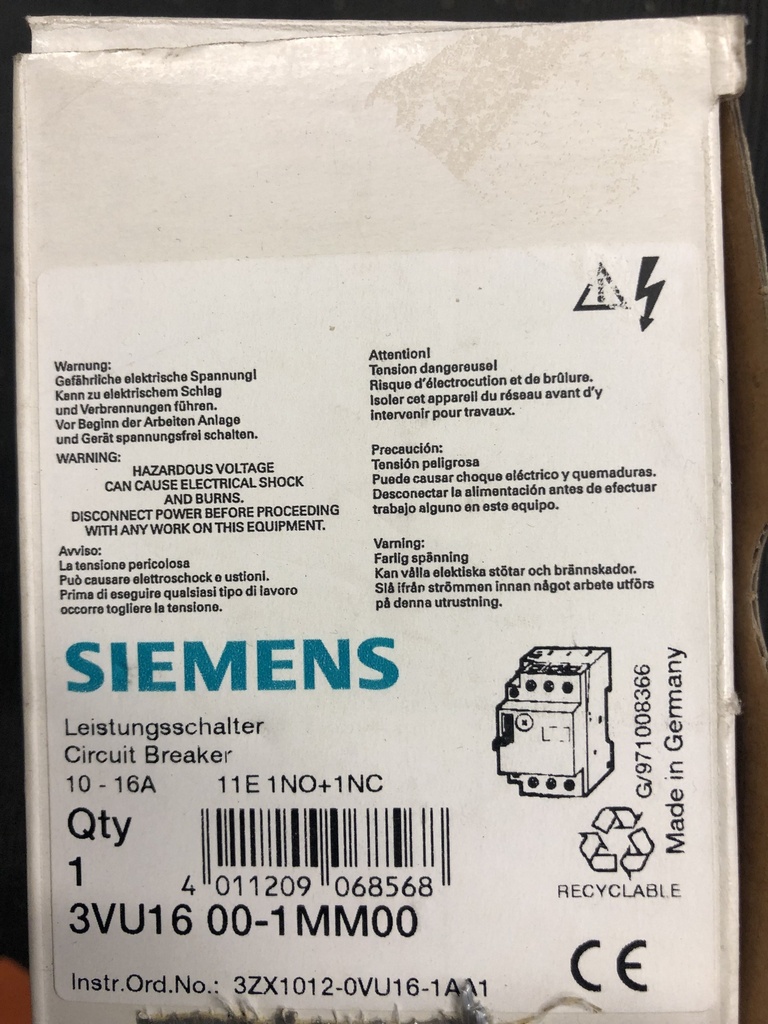 Warnung:
Gefährliche elektrische Spannung!
Kann zu elektrischem Schlag
und Verbrennungen führen.
Vor Beginn der Arbeiten Anlage
und Gerät spannungsfrei schalten.
WARNING:
HAZARDOUS VOLTAGE
CAN CAUSE ELECTRICAL SHOCK
AND BURNS.
DISCONNECT POWER BEFORE PROCEEDING
WITH ANY WORK ON THIS EQUIPMENT.
Avviso:
La tensione pericolosa
Può causare elettroschock e ustioni.
Prima di eseguire qualsiasi tipo di lavoro
occorre togliere la tensione.
Attention!
Tension dangereuse!
Risque d'électrocution et de brûlure.
Isoler cet appareil du réseau avant d'y
intervenir pour travaux.
Precaución:
Tensión peligrosa
Puede causar choque eléctrico y quemaduras.
Desconectar la alimentación antes de efectuar
trabajo alguno en este equipo.
Varning:
Farlig spänning
Kan vålla elektiska stötar och brännskador.
Slå ifrån strömmen innan något arbete utförs
på denna utrustning.
SIEMENS
Leistungsschalter
Circuit Breaker
10 - 16A 11E 1NO+1NC
Qty
1
4 011209 068568
3VU16 00-1MM00
Instr.Ord.No.: 3ZX1012-0VU16-1AA1
G/971008366
Made in Germany
RECYCLABLE
CE